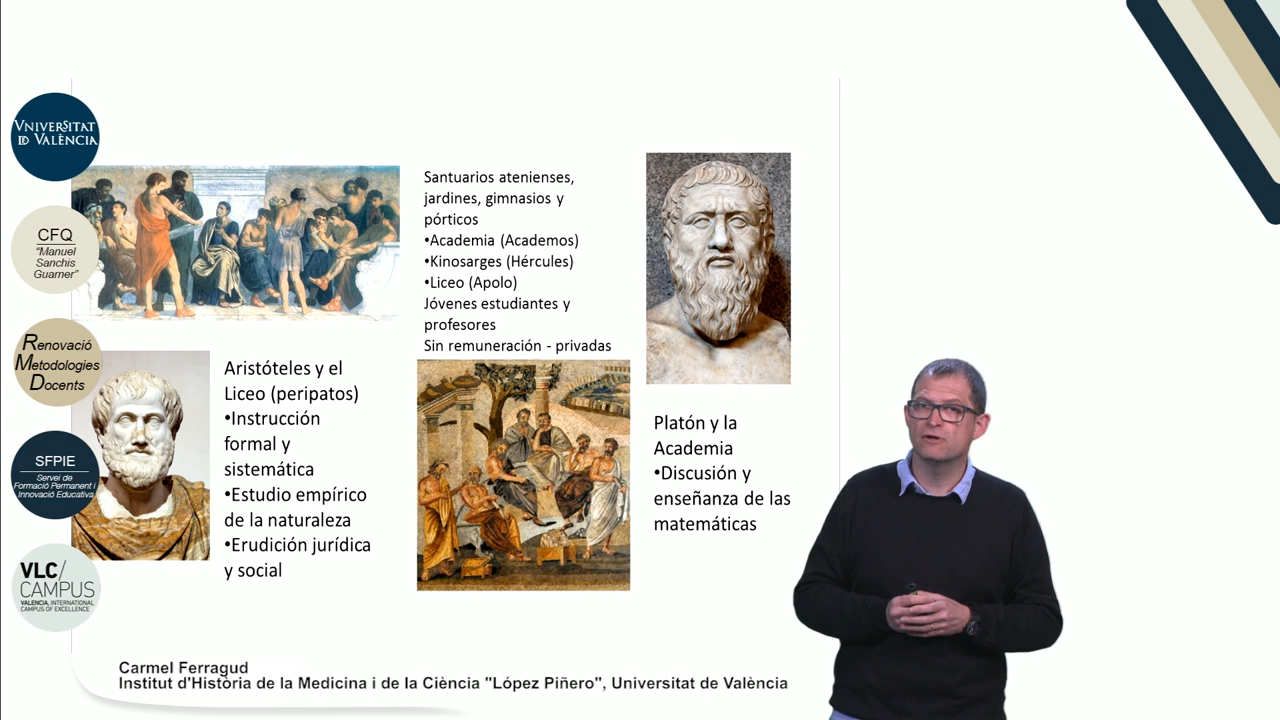 VNIVERSITAT
ID VALÈNCIA
CFQ
"Manuel
Sanchis
Guarner"
Renovació
Metodologies
Docents
SFPIE
Servei de
Formació Permanent i
Innovació Educativa
VLC/
CAMPUS
VALENCIA, INTERNATIONAL
CAMPUS OF EXCELLENCE
Santuarios atenienses,
jardines, gimnasios y
pórticos
•Academia (Academos)
•Kinosarges (Hércules)
•Liceo (Apolo)
Jóvenes estudiantes y
profesores
Sin remuneración - privadas
Aristóteles y el
Liceo (peripatos)
•Instrucción
formal y
sistemática
•Estudio empírico
de la naturaleza
•Erudición jurídica
y social
Platón y la
Academia
•Discusión y
enseñanza de las
matemáticas
Carmel Ferragud
Institut d'Història de la Medicina i de la Ciència "López Piñero", Universitat de València